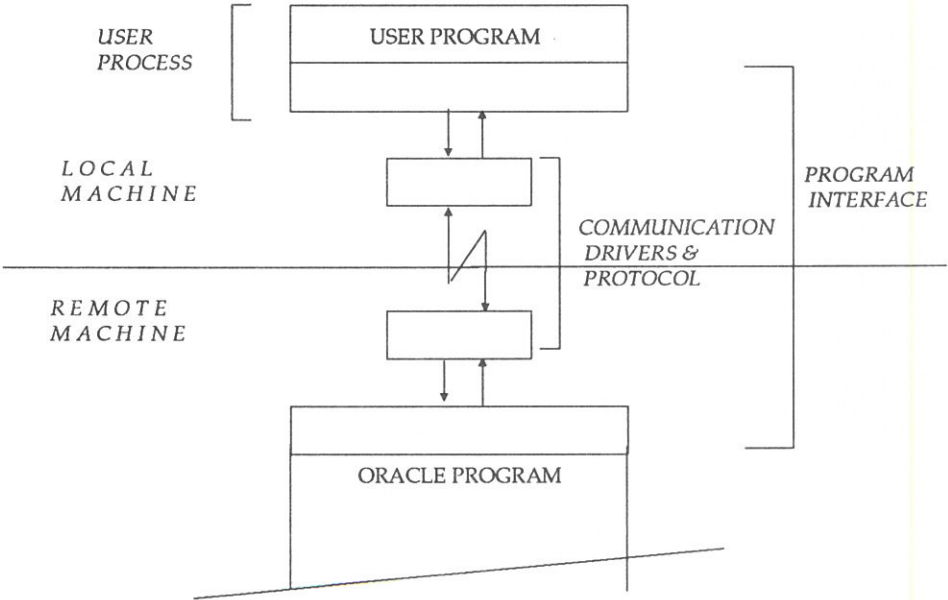 USER
PROCESS
USER PROGRAM
LOCAL
MACHINE
PROGRAM
INTERFACE
COMMUNICATION
DRIVERS &
PROTOCOL
REMOTE
MACHINE
ORACLE PROGRAM